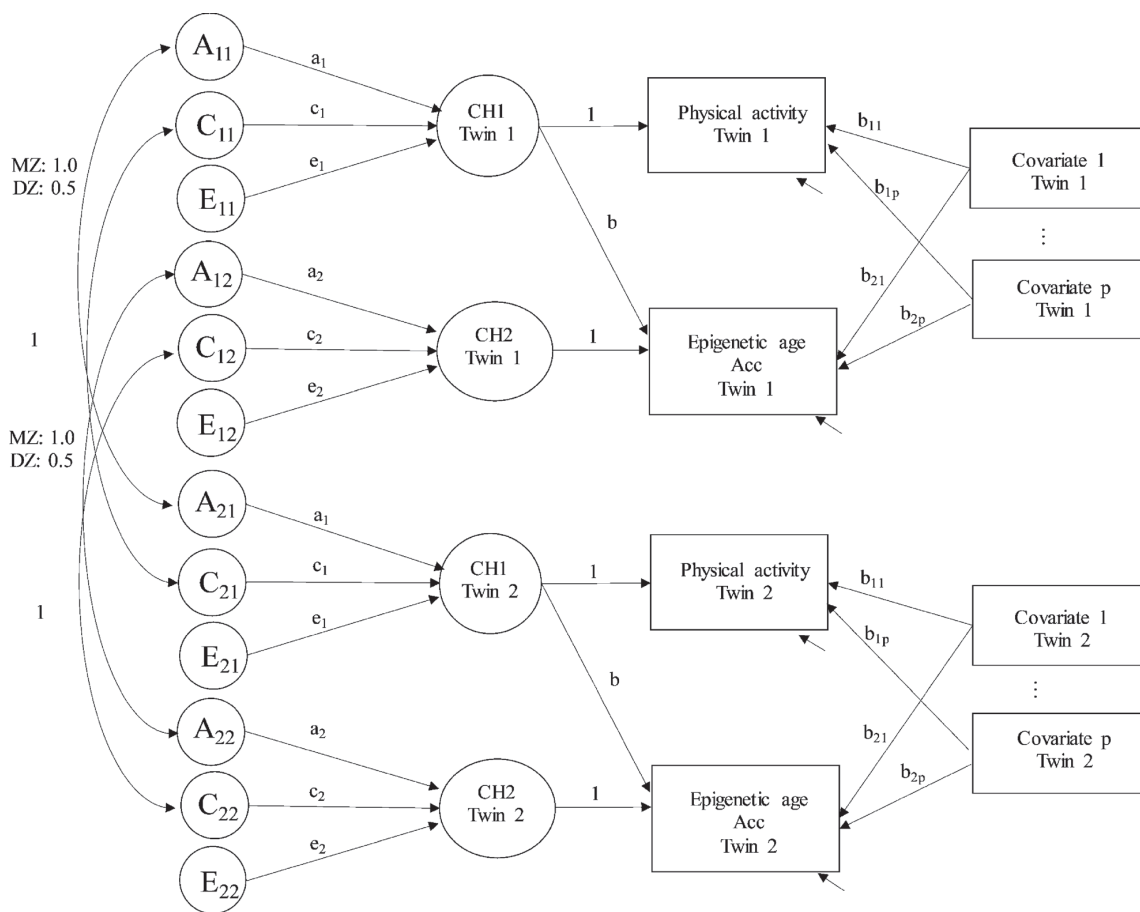 A11
a1
CH1
Twin 1
1
Physical activity
Twin 1
C11
c1
b11
Covariate 1
Twin 1
MZ: 1.0
DZ: 0.5
E11
e1
b1p
⋮
b
A12
a2
b21
Covariate p
Twin 1
b2p
1
C12
c2
CH2
Twin 1
1
Epigenetic age
Acc
Twin 1
E12
e2
MZ: 1.0
DZ: 0.5
A21
a1
CH1
Twin 2
1
Physical activity
Twin 2
C21
c1
b11
Covariate 1
Twin 2
1
E21
e1
b1p
⋮
b
A22
a2
b21
Covariate p
Twin 2
b2p
C22
c2
CH2
Twin 2
1
Epigenetic age
Acc
Twin 2
E22
e2